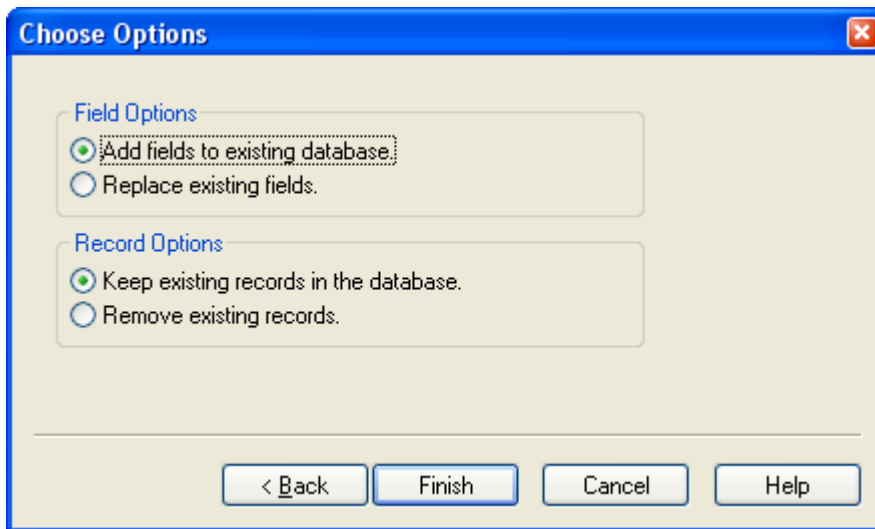 Choose Options
Field Options
Add fields to existing database.
Replace existing fields.
Record Options
Keep existing records in the database.
Remove existing records.
< Back
Finish
Cancel
Help